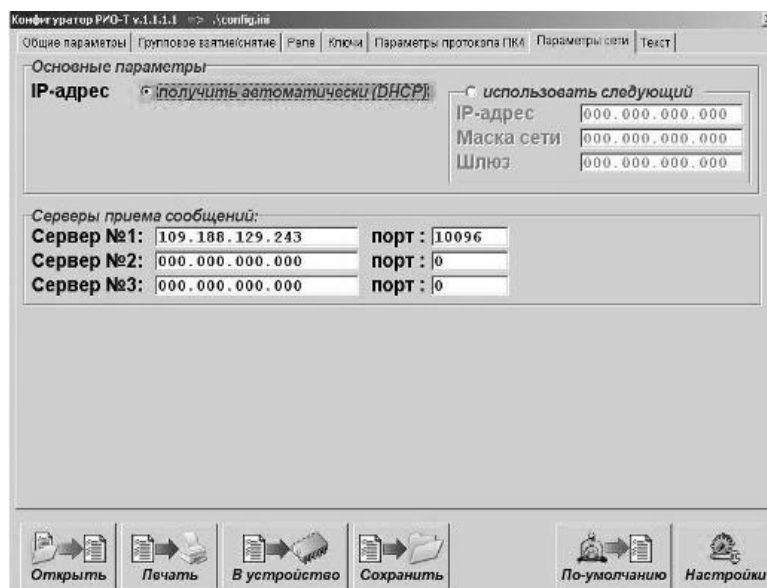 Конфигуратор РИО-Т v.1.1.1.1 => .\config.ini
Общие параметры Групповое взятие/снятие Реле Ключи Параметры протокола ПК4 Параметры сети Текст
Основные параметры
IP-адрес получить автоматически (DHCP)
использовать следующий
IP-адрес 000.000.000.000
Маска сети 000.000.000.000
Шлюз 000.000.000.000
Серверы приема сообщений:
Сервер №1: 109.188.129.243 порт : 10096
Сервер №2: 000.000.000.000 порт : 0
Сервер №3: 000.000.000.000 порт : 0
Открыть Печать В устройство Сохранить По-умолчанию Настройки